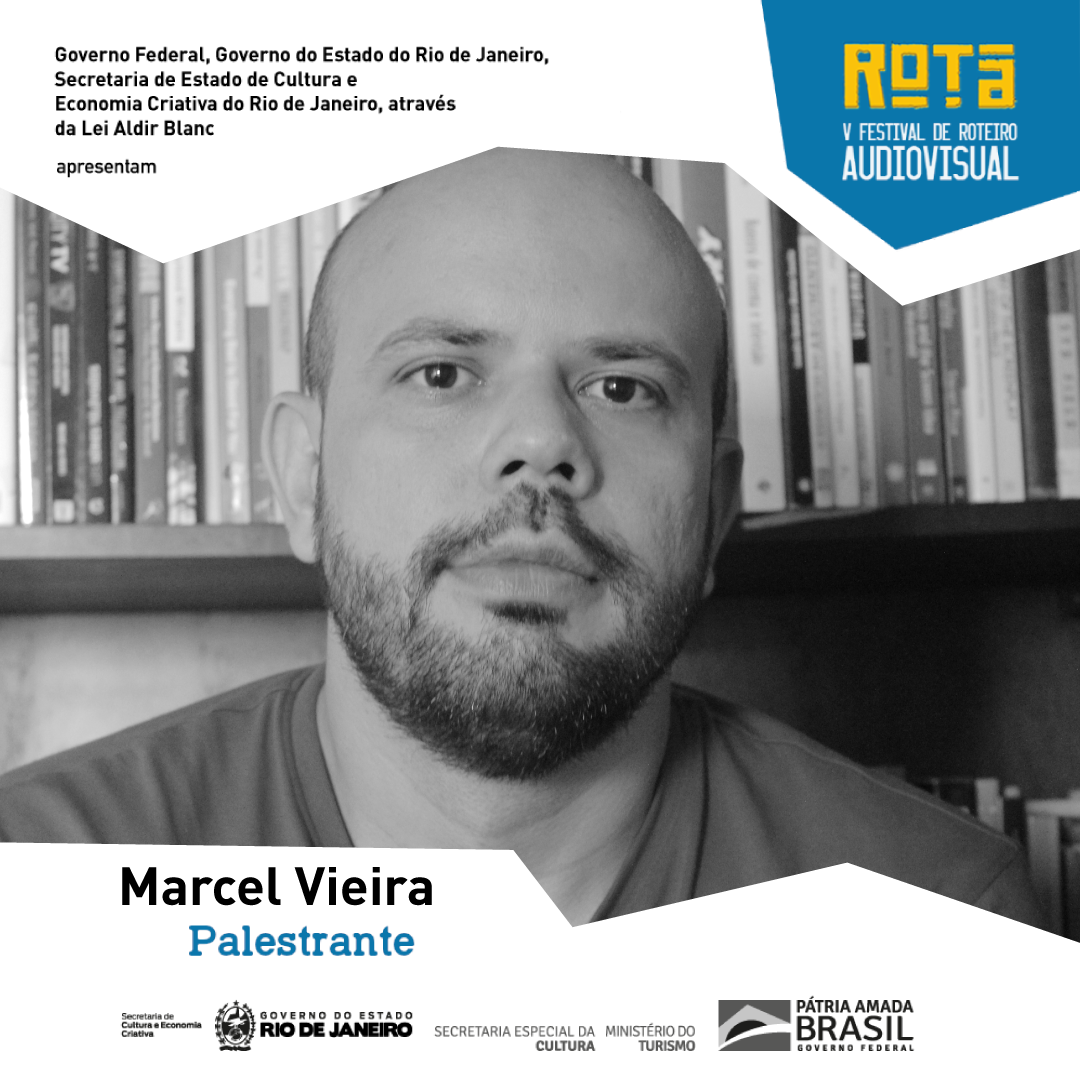 Governo Federal, Governo do Estado do Rio de Janeiro,
Secretaria de Estado de Cultura e
Economia Criativa do Rio de Janeiro, através
da Lei Aldir Blanc
apresentam
ROTA
V FESTIVAL DE ROTEIRO
AUDIOVISUAL
Marcel Vieira
Palestrante
Secretaria de
Cultura e Economia
Criativa
GOVERNO DO ESTADO
RIO DE JANEIRO
SECRETARIA ESPECIAL DA
CULTURA
MINISTÉRIO DO
TURISMO
PÁTRIA AMADA
BRASIL
GOVERNO FEDERAL